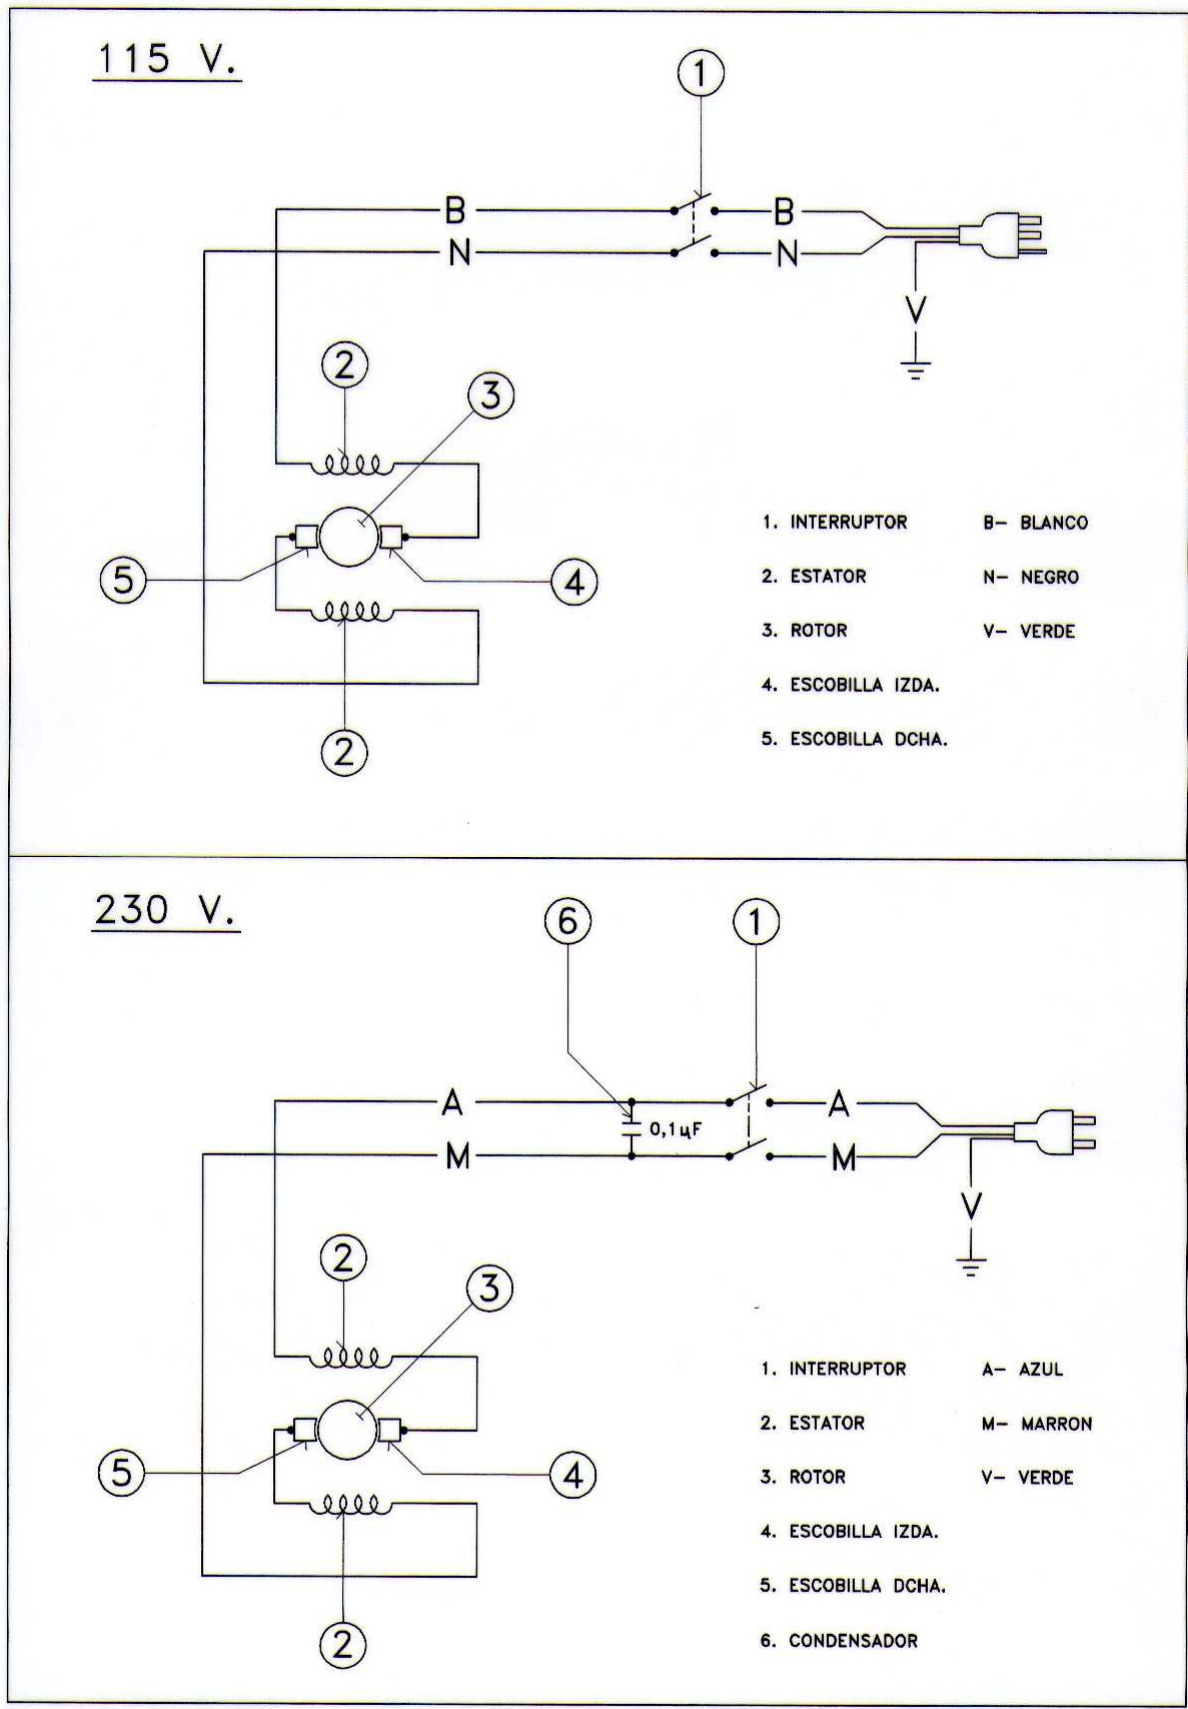 115 V.
1
B
B
N
N
V
2
3
5
4
2
1. INTERRUPTOR B- BLANCO
2. ESTATOR N- NEGRO
3. ROTOR V- VERDE
4. ESCOBILLA IZDA.
5. ESCOBILLA DCHA.
230 V.
6
1
A
A
0,1µF
M
M
V
2
3
5
4
2
1. INTERRUPTOR A- AZUL
2. ESTATOR M- MARRON
3. ROTOR V- VERDE
4. ESCOBILLA IZDA.
5. ESCOBILLA DCHA.
6. CONDENSADOR